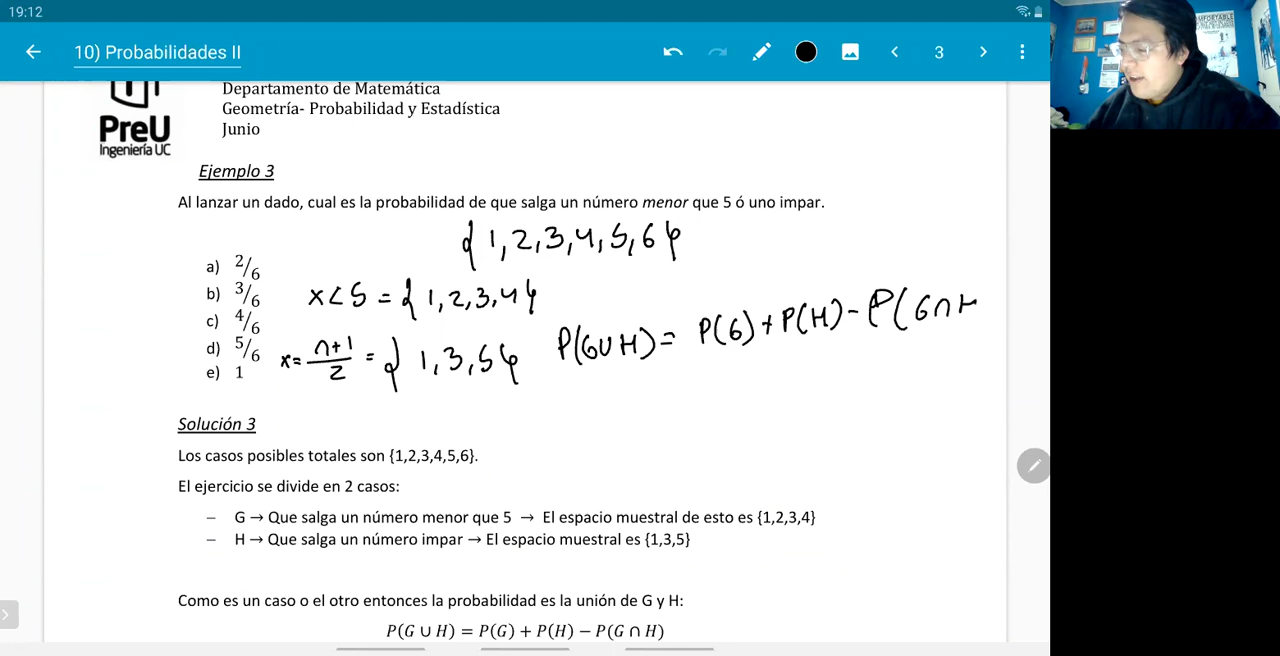 19:12
10) Probabilidades II
3
Departamento de Matemática
Geometría- Probabilidad y Estadística
Junio
PreU
Ingeniería UC
Ejemplo 3
Al lanzar un dado, cual es la probabilidad de que salga un número menor que 5 ó uno impar.
{1,2,3,4,5,6}
a) 2/6
b) 3/6
c) 4/6
d) 5/6
e) 1
x<5 = {1,2,3,4}
x= n+1/2 = {1,3,5}
P(G∪H)= P(G)+P(H)-P(G∩H
Solución 3
Los casos posibles totales son {1,2,3,4,5,6}.
El ejercicio se divide en 2 casos:
– G → Que salga un número menor que 5 → El espacio muestral de esto es {1,2,3,4}
– H → Que salga un número impar → El espacio muestral es {1,3,5}
Como es un caso o el otro entonces la probabilidad es la unión de G y H:
P(G ∪ H) = P(G) + P(H) − P(G ∩ H)